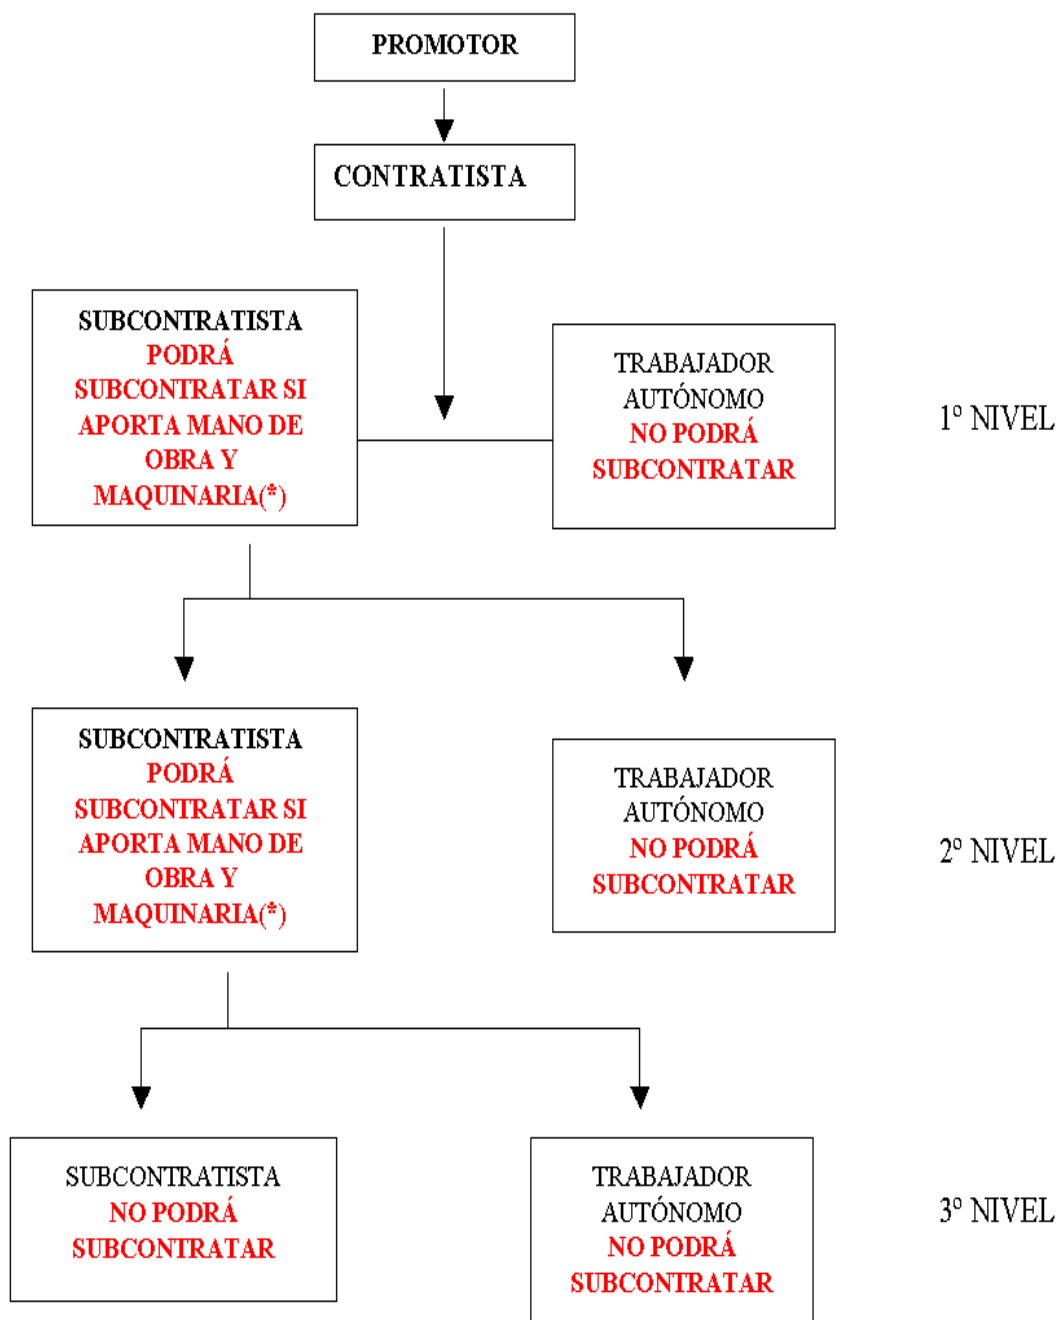 PROMOTOR
CONTRATISTA
SUBCONTRATISTA
PODRÁ
SUBCONTRATAR SI
APORTA MANO DE
OBRA Y
MAQUINARIA(*)
TRABAJADOR
AUTÓNOMO
NO PODRÁ
SUBCONTRATAR
1º NIVEL
SUBCONTRATISTA
PODRÁ
SUBCONTRATAR SI
APORTA MANO DE
OBRA Y
MAQUINARIA(*)
TRABAJADOR
AUTÓNOMO
NO PODRÁ
SUBCONTRATAR
2º NIVEL
SUBCONTRATISTA
NO PODRÁ
SUBCONTRATAR
TRABAJADOR
AUTÓNOMO
NO PODRÁ
SUBCONTRATAR
3º NIVEL